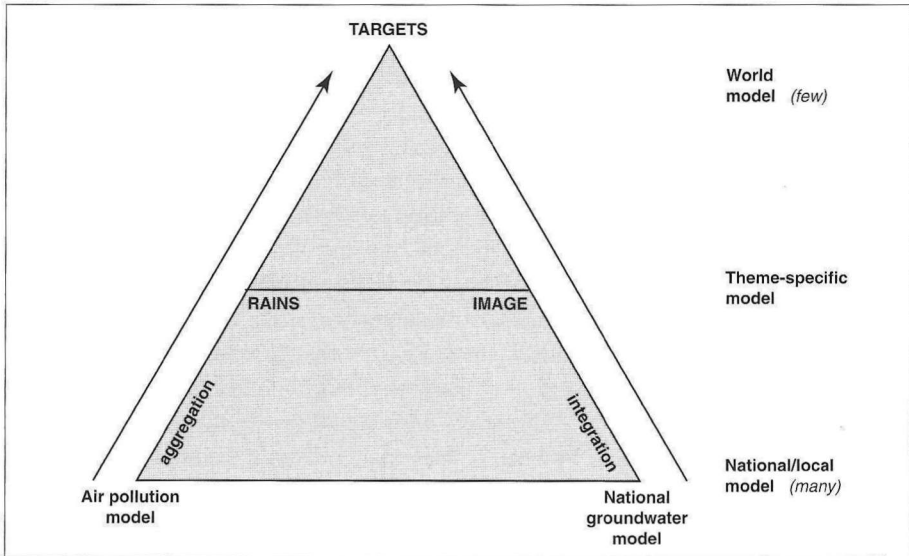 TARGETS
World
model (few)
Theme-specific
model
RAINS
IMAGE
aggregation
integration
National/local
model (many)
Air pollution
model
National
groundwater
model